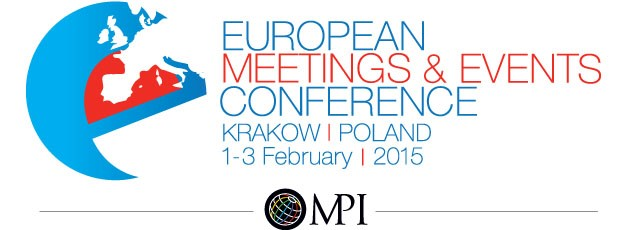 EUROPEAN
MEETINGS & EVENTS
CONFERENCE
KRAKOW | POLAND
1-3 February | 2015
MPI